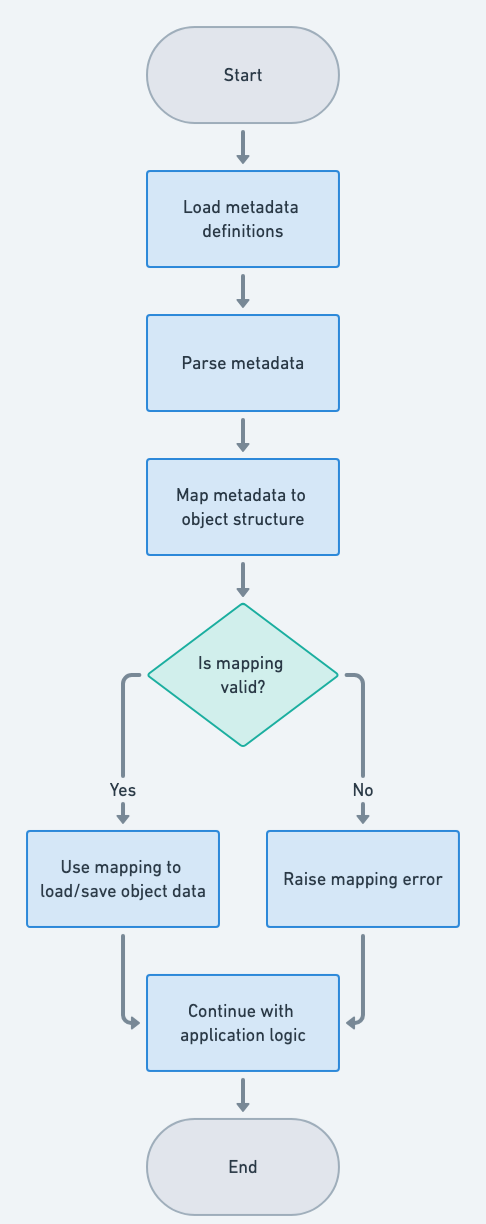 Start
Load metadata
definitions
Parse metadata
Map metadata to
object structure
Is mapping
valid?
Yes
No
Use mapping to
load/save object data
Raise mapping error
Continue with
application logic
End